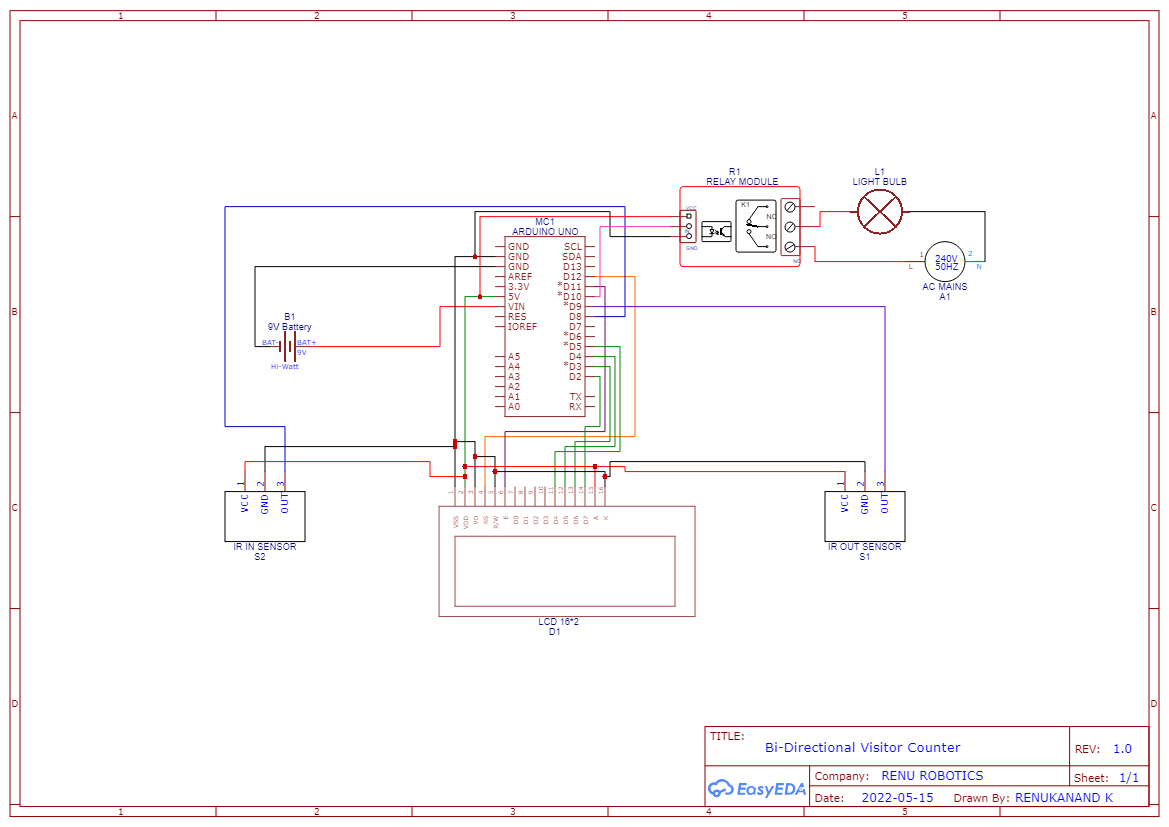 1 2 3 4 5
A A
R1
RELAY MODULE
L1
LIGHT BULB
VCC
GND
K1
NO
NO
NO
240V
50HZ
1
2
L
N
AC MAINS
A1
MC1
ARDUINO UNO
GND SCL
GND SDA
GND D13
AREF D12
3.3V *D11
5V *D10
VIN *D9
RES D8
IOREF D7
*D6
*D5
A5 D4
A4 *D3
A3 D2
A2
A1 TX
A0 RX
B B
B1
9V Battery
BAT- BAT+
9V
Hi-Watt
1 2 3
VCC GND OUT
IR IN SENSOR
S2
1 2 3 4 5 6 7 8 9 10 11 12 13 14 15 16
VSS VDD VO RS R/W E D0 D1 D2 D3 D4 D5 D6 D7 A K
LCD 16*2
D1
1 2 3
VCC GND OUT
IR OUT SENSOR
S1
C C
D D
TITLE:
Bi-Directional Visitor Counter
REV: 1.0
EasyEDA
Company: RENU ROBOTICS
Sheet: 1/1
Date: 2022-05-15 Drawn By: RENUKANAND K
1 2 3 4 5